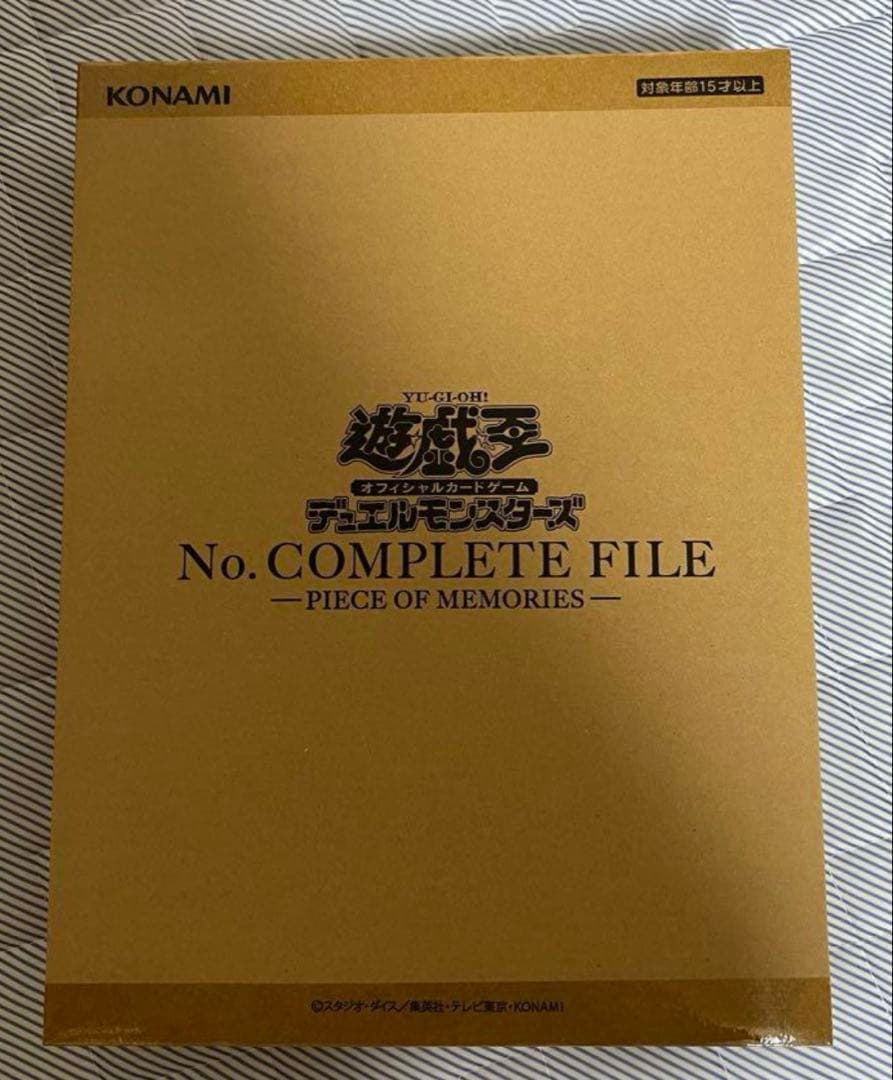 KONAMI
対象年齢15才以上
YU-GI-OH!
遊戯王
オフィシャルカードゲーム
デュエルモンスターズ
No. COMPLETE FILE
—PIECE OF MEMORIES—
©スタジオ・ダイス／集英社・テレビ東京・KONAMI